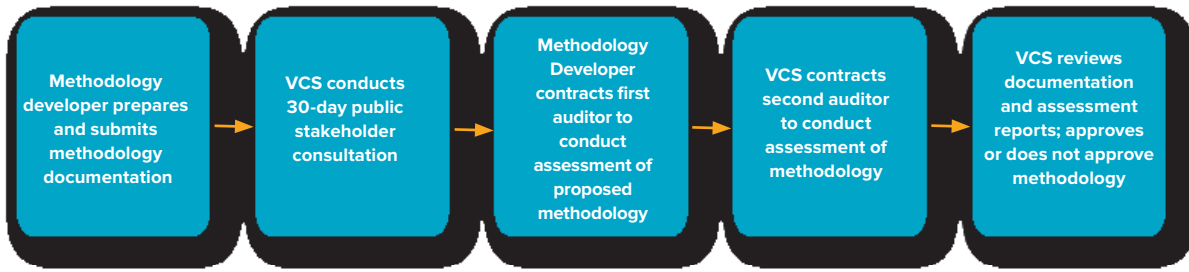 Methodology
developer prepares
and submits
methodology
documentation
VCS conducts
30-day public
stakeholder
consultation
Methodology
Developer
contracts first
auditor to
conduct
assessment of
proposed
methodology
VCS contracts
second auditor
to conduct
assessment of
methodology
VCS reviews
documentation
and assessment
reports; approves
or does not approve
methodology